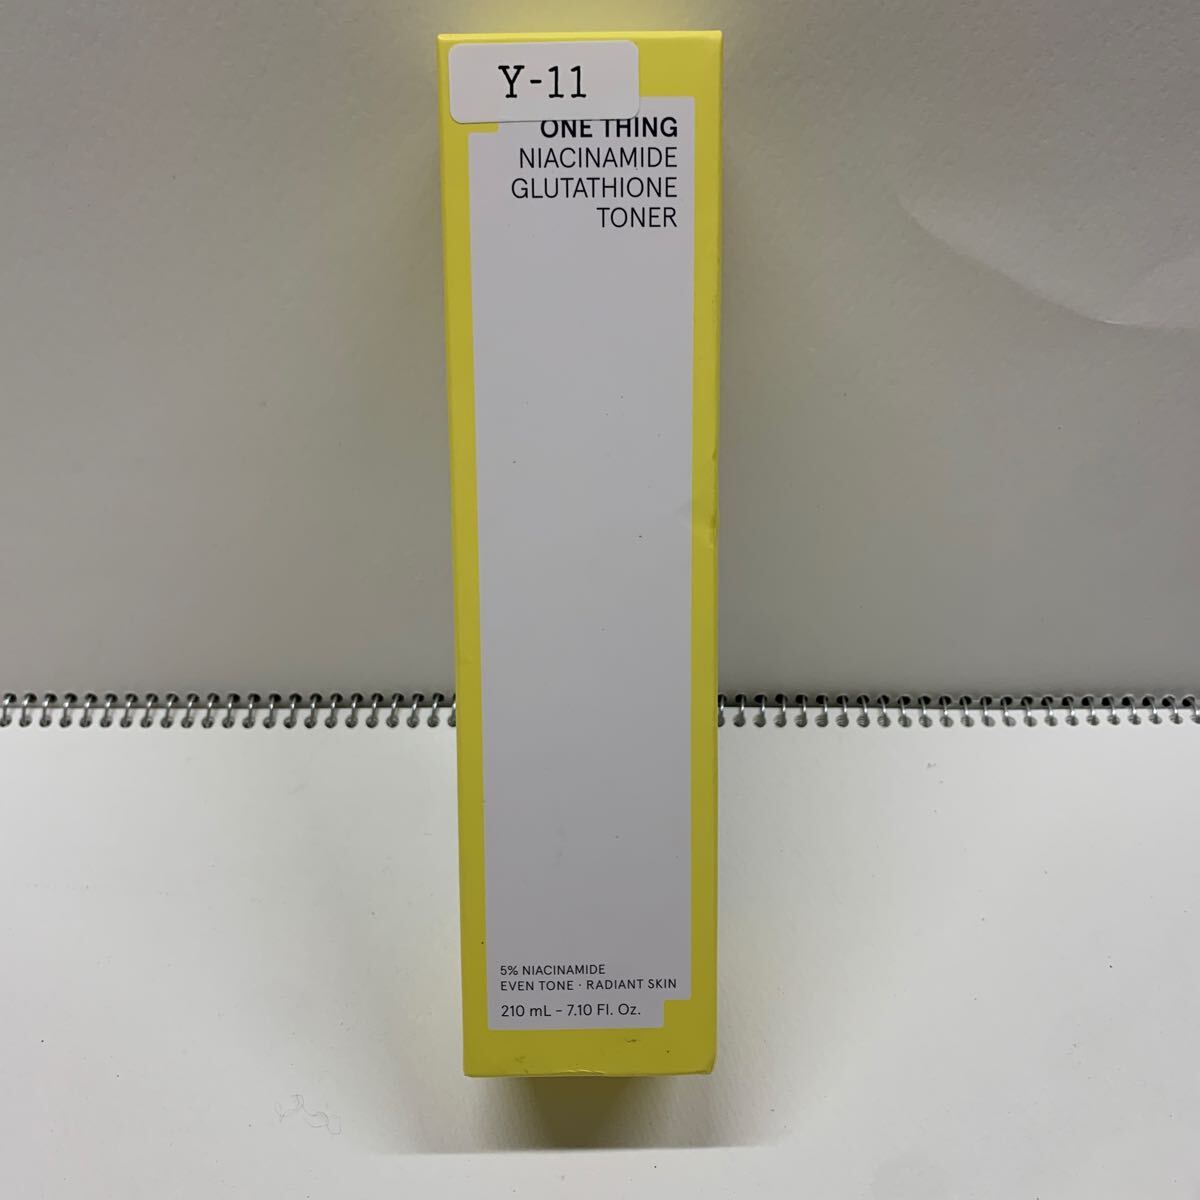 Y-11
ONE THING
NIACINAMIDE
GLUTATHIONE
TONER
5% NIACINAMIDE
EVEN TONE · RADIANT SKIN
210 mL - 7.10 Fl. Oz.